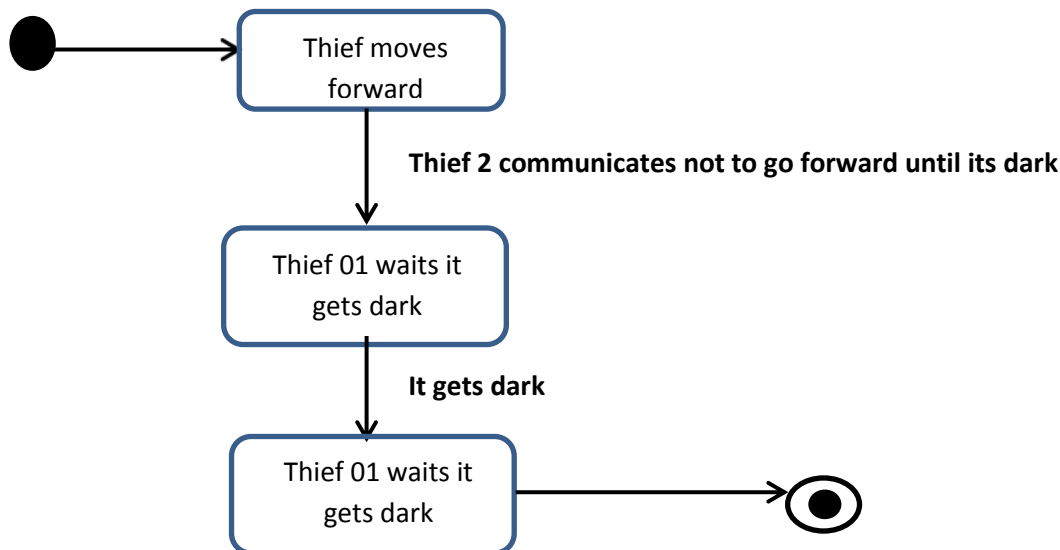 Thief moves
forward
Thief 2 communicates not to go forward until its dark
Thief 01 waits it
gets dark
It gets dark
Thief 01 waits it
gets dark